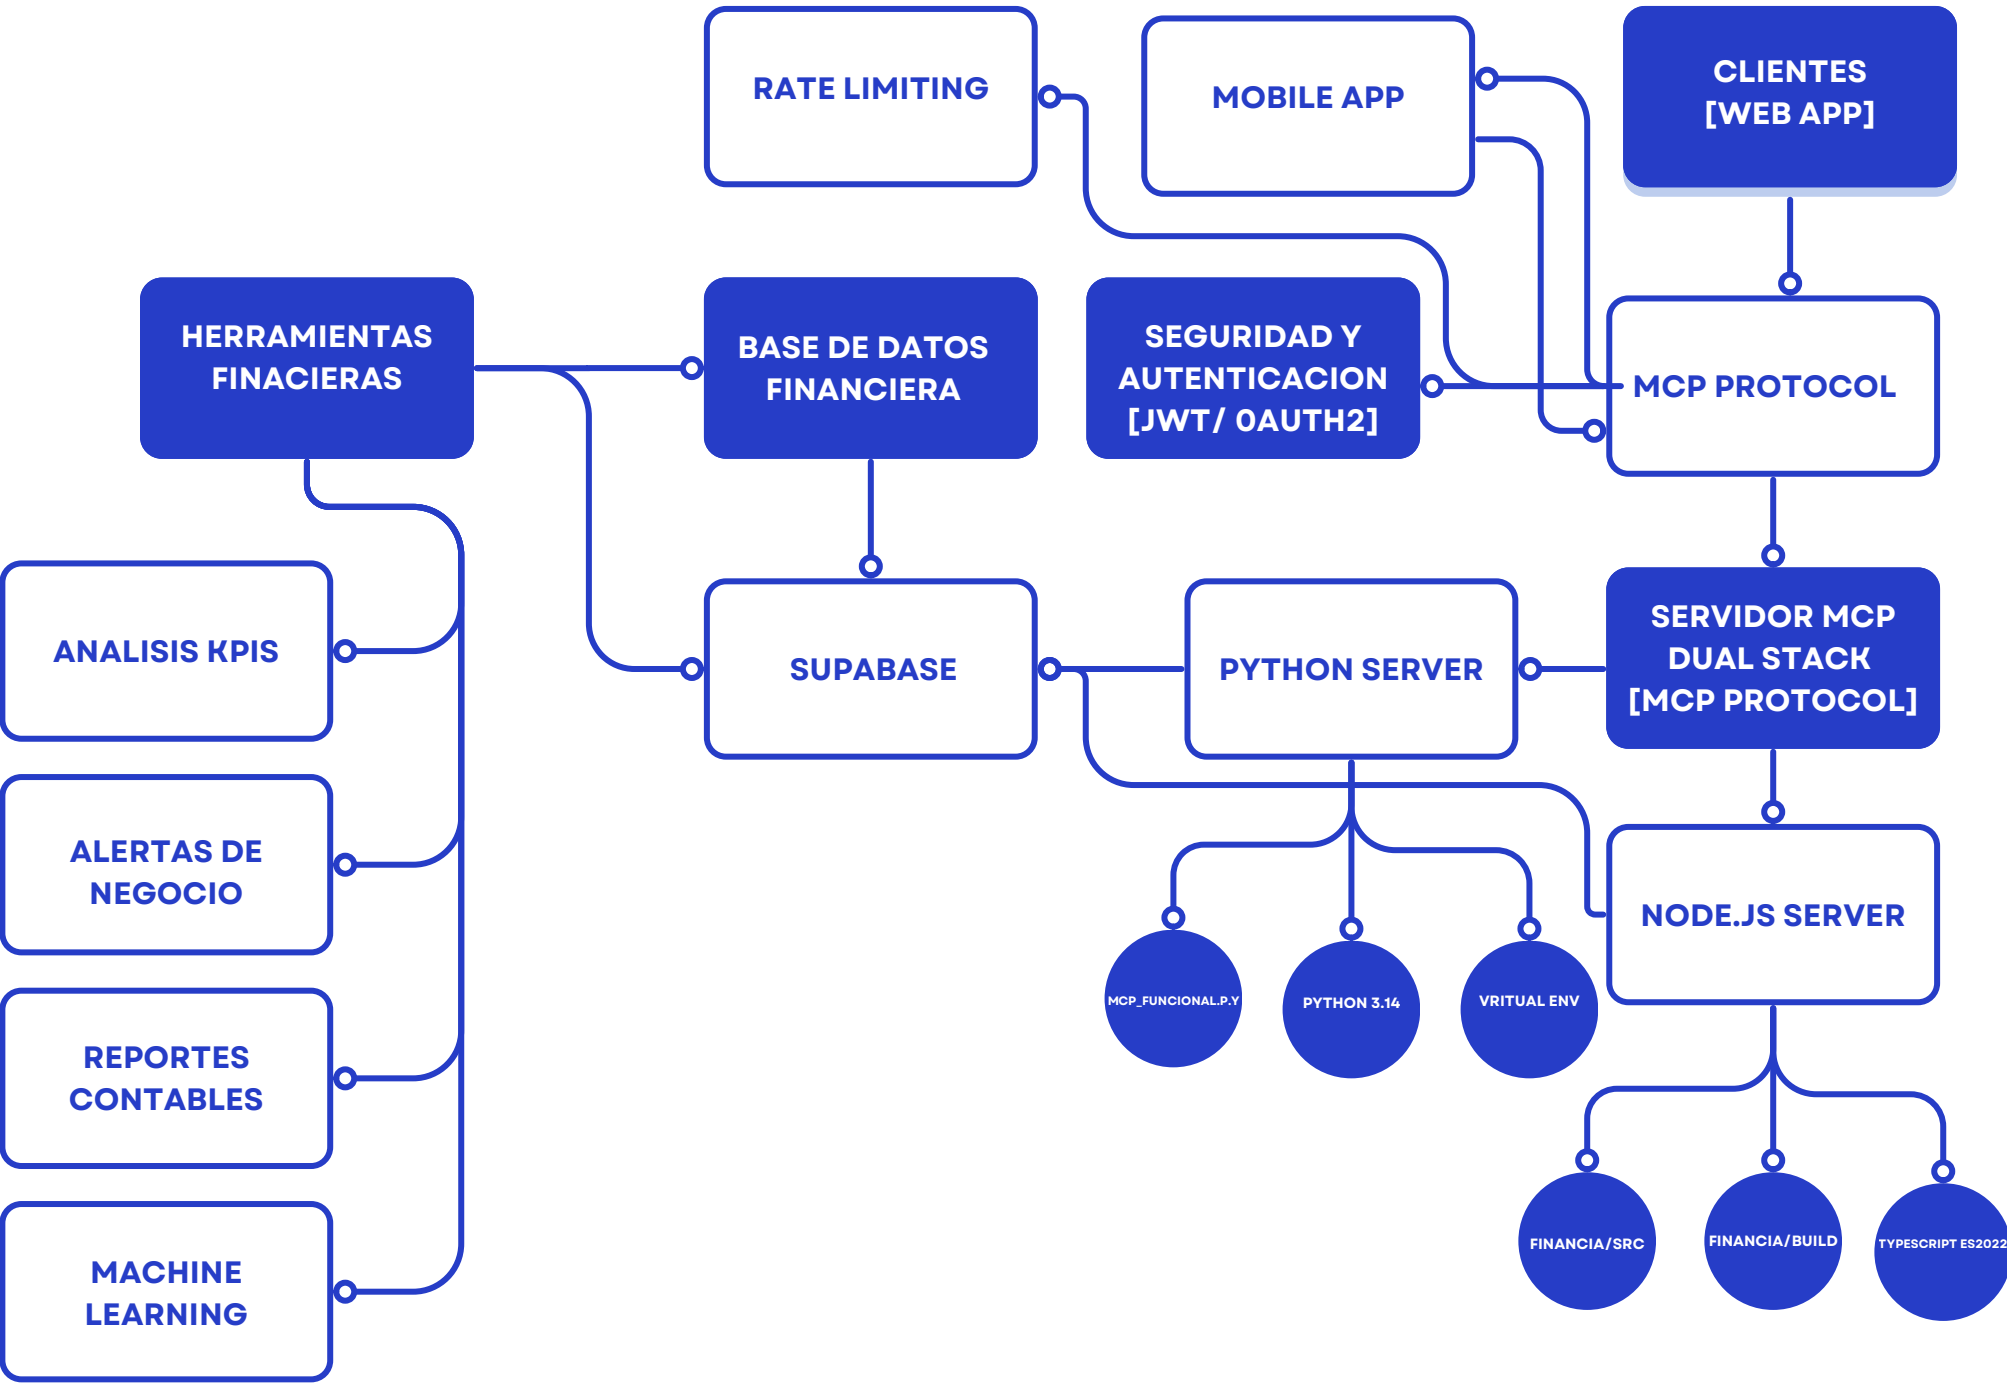 RATE LIMITING
MOBILE APP
CLIENTES
[WEB APP]
HERRAMIENTAS
FINACIERAS
BASE DE DATOS
FINANCIERA
SEGURIDAD Y
AUTENTICACION
[JWT/ 0AUTH2]
MCP PROTOCOL
ANALISIS KPIS
SUPABASE
PYTHON SERVER
SERVIDOR MCP
DUAL STACK
[MCP PROTOCOL]
ALERTAS DE
NEGOCIO
NODE.JS SERVER
MCP_FUNCIONAL.P.Y
PYTHON 3.14
VRITUAL ENV
REPORTES
CONTABLES
MACHINE
LEARNING
FINANCIA/SRC
FINANCIA/BUILD
TYPESCRIPT ES2022